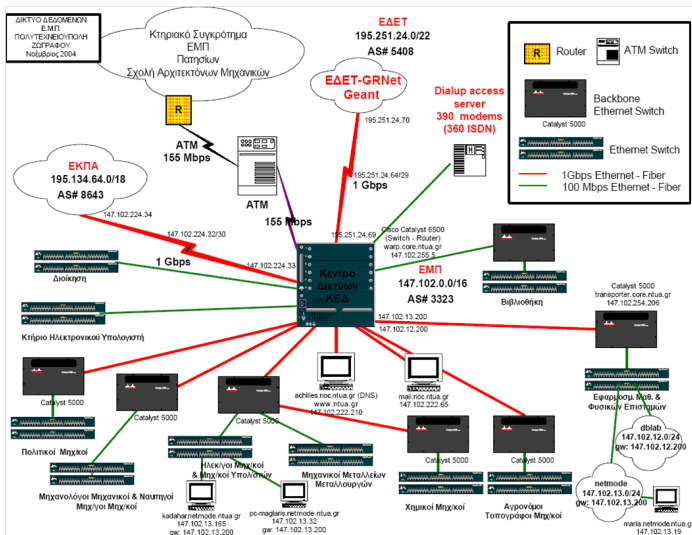 ΔΙΚΤΥΟ ΔΕΔΟΜΕΝΩΝ
Ε.Μ.Π.
ΠΟΛΥΤΕΧΝΕΙΟΥΠΟΛΗ
ΖΩΓΡΑΦΟΥ
Νοέμβριος 2004
Κτηριακό Συγκρότημα
ΕΜΠ
Πατησίων
Σχολή Αρχιτεκτόνων Μηχανικών
R
ATM
155 Mbps
ATM
155 Mbps
ΕΔΕΤ
195.251.24.0/22
AS# 5408
ΕΔΕΤ-GRNet
Geant
195.251.24.70
195.251.24.64/29
1 Gbps
195.251.24.69
Dialup access
server
390 modems
(360 ISDN)
R
Router
ATM Switch
Backbone
Ethernet Switch
Catalyst 5000
Ethernet Switch
1Gbps Ethernet - Fiber
100 Mbps Ethernet - Fiber
ΕΚΠΑ
195.134.64.0/18
AS# 8643
147.102.224.34
147.102.224.32/30
147.102.224.33
1 Gbps
Διοίκηση
Κτήριο Ηλεκτρονικού Υπολογιστή
Κέντρο
Δικτύων
ΚΕΔ
Cisco Catalyst 6500
(Switch - Router)
warp.core.ntua.gr
147.102.255.5
ΕΜΠ
147.102.0.0/16
AS# 3323
Βιβλιοθήκη
Catalyst 5000
transporter.core.ntua.gr
147.102.254.206
147.102.13.200
147.102.12.200
achilles.noc.ntua.gr (DNS)
www.ntua.gr
147.102.222.210
mail.noc.ntua.gr
147.102.222.65
Εφαρμοσμ. Μαθ. &
Φυσικών Επιστημών
dblab
147.102.12.0/24
gw: 147.102.12.200
netmode
147.102.13.0/24
gw: 147.102.13.200
maria.netmode.ntua.gr
147.102.13.19
Catalyst 5000
Πολιτικοί Μηχ/κοί
Catalyst 5000
Μηχανολόγοι Μηχανικοί & Ναυπηγοί
Μηχ/γοι Μηχ/κοί
Catalyst 5000
Ηλεκ/γοι Μηχ/κοί
& Μηχ/κοί Υπολ/στών
Μηχανικοί Μεταλλείων
Μεταλλουργών
kadahar.netmode.ntua.gr
147.102.13.165
gw: 147.102.13.200
pc-maglaris.netmode.ntua.gr
147.102.13.32
gw: 147.102.13.200
Catalyst 5000
Χημικοί Μηχ/κοί
Catalyst 5000
Αγρονόμοι
Τοπογράφοι Μηχ/κοί